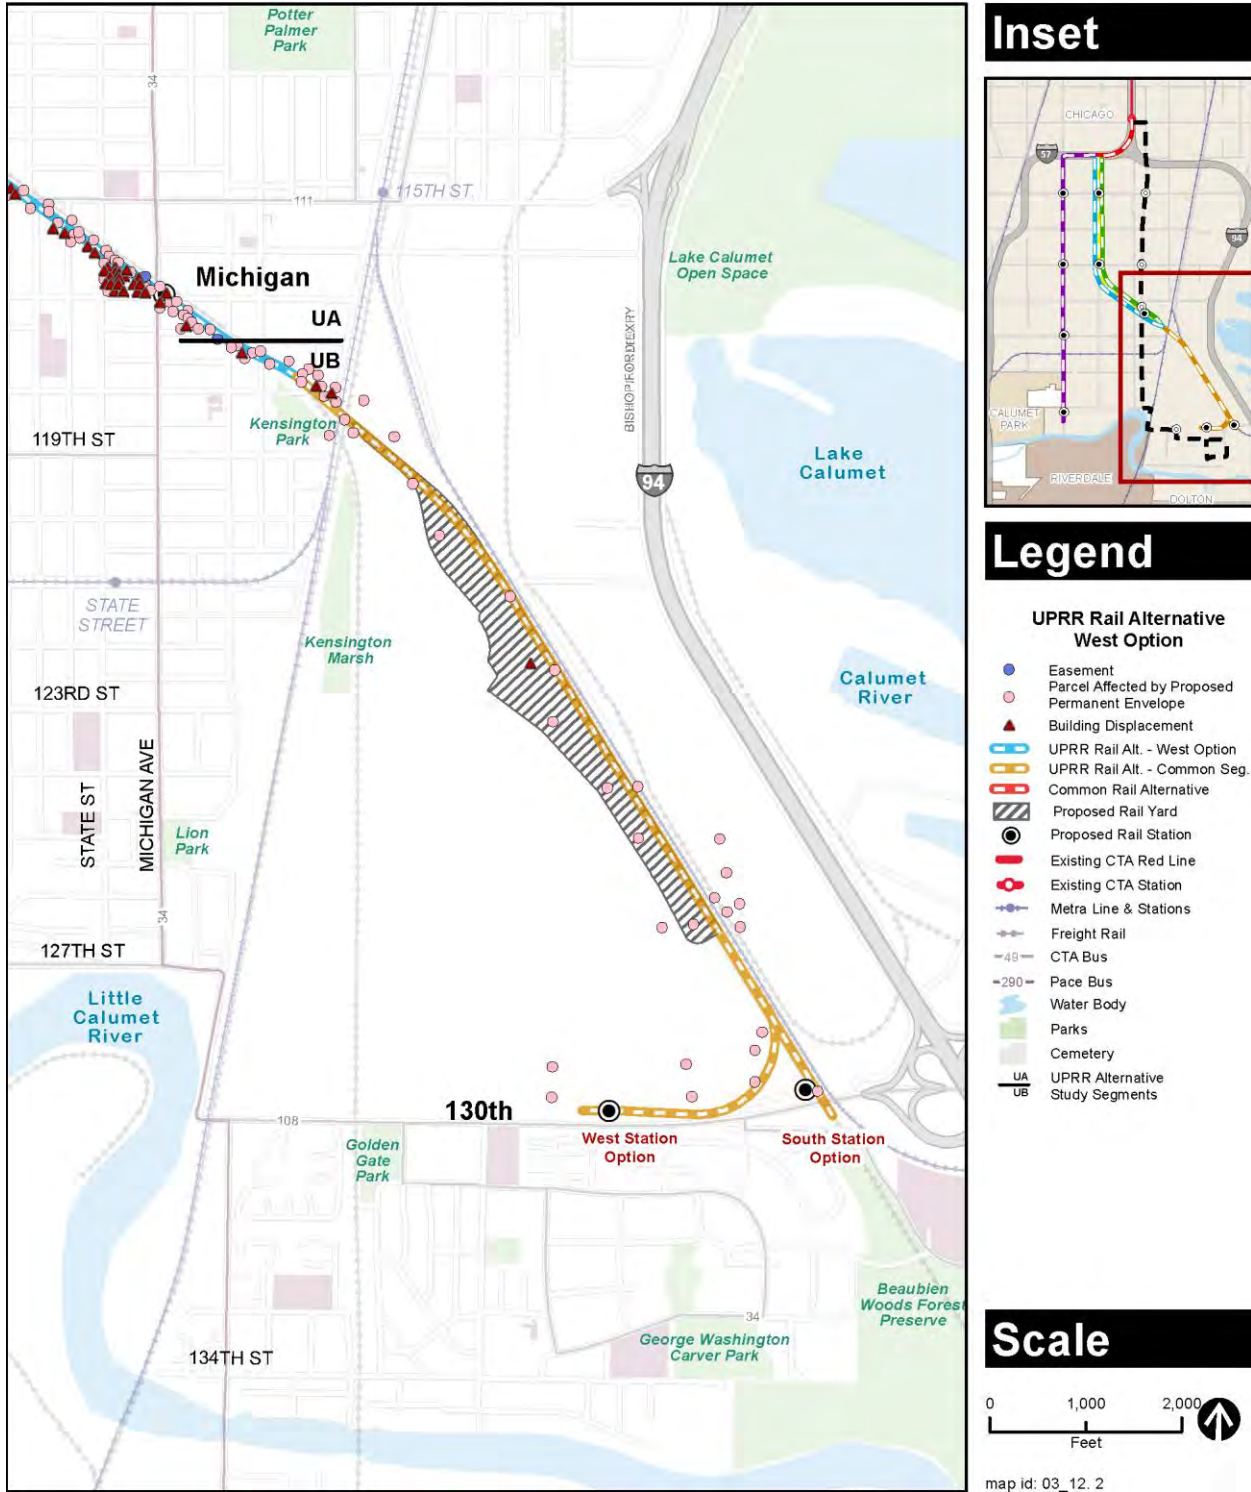 Potter
Palmer
Park
34
115TH ST.
111
Michigan
UA
UB
Lake Calumet
Open Space
BISHOP FORD EXRY
Kensington
Park
119TH ST
94
Lake
Calumet
STATE
STREET
Kensington
Marsh
123RD ST
Calumet
River
STATE ST
MICHIGAN AVE
Lion
Park
34
127TH ST
Little
Calumet
River
130th
108
West Station
Option
South Station
Option
Golden
Gate
Park
Beaubien
Woods Forest
Preserve
34
George Washington
Carver Park
134TH ST
Inset
CHICAGO
57
94
CALUMET
PARK
RIVERDALE
DOLTON
Legend
UPRR Rail Alternative
West Option
Easement
Parcel Affected by Proposed
Permanent Envelope
Building Displacement
UPRR Rail Alt. - West Option
UPRR Rail Alt. - Common Seg.
Common Rail Alternative
Proposed Rail Yard
Proposed Rail Station
Existing CTA Red Line
Existing CTA Station
Metra Line & Stations
Freight Rail
49 CTA Bus
290 Pace Bus
Water Body
Parks
Cemetery
UA UPRR Alternative
UB Study Segments
Scale
0 1,000 2,000
Feet
map id: 03_12. 2